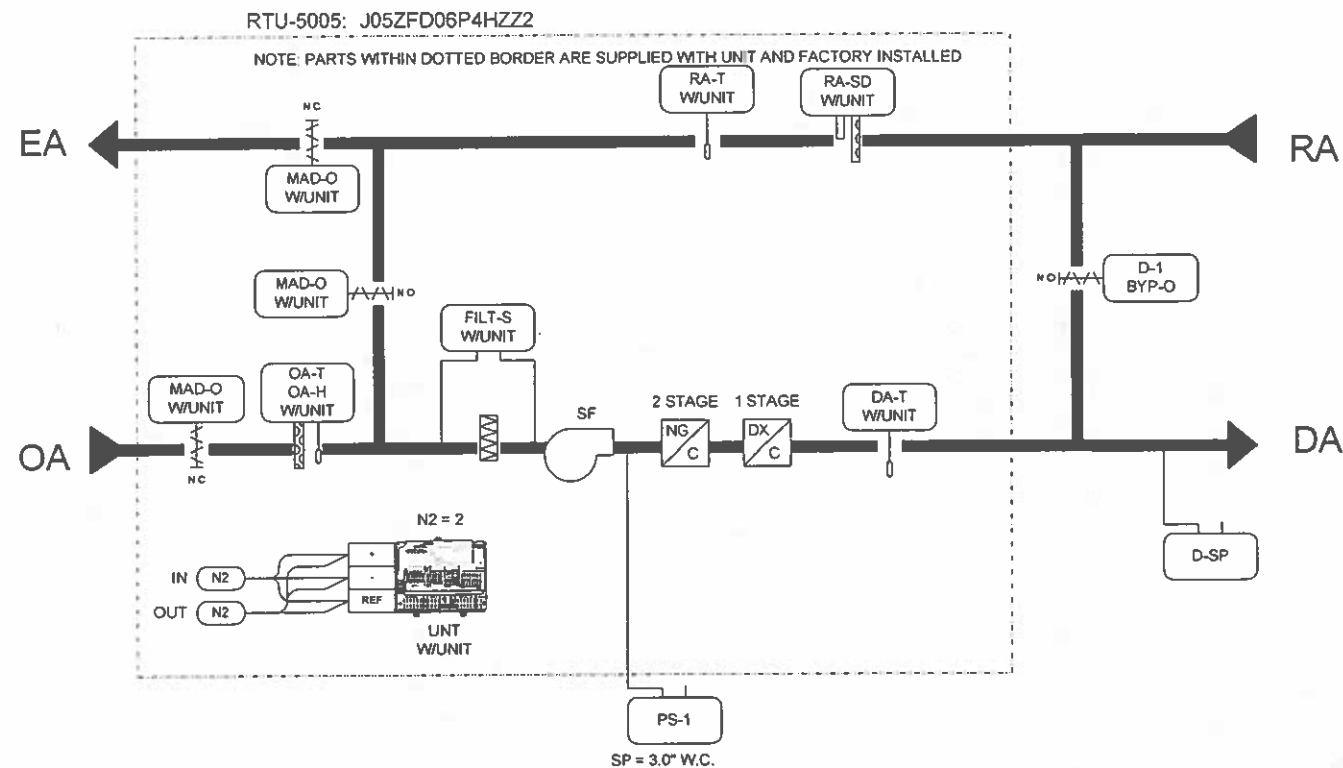 RTU-5005: J05ZFD06P4HZZ2
NOTE: PARTS WITHIN DOTTED BORDER ARE SUPPLIED WITH UNIT AND FACTORY INSTALLED
RA-T
W/UNIT
RA-SD
W/UNIT
NC
EA
RA
MAD-O
W/UNIT
MAD-O
W/UNIT
NO
NO
D-1
BYP-O
FILT-S
W/UNIT
MAD-O
W/UNIT
OA-T
OA-H
W/UNIT
SF
2 STAGE
1 STAGE
DA-T
W/UNIT
NG
C
DX
C
OA
DA
NC
N2 = 2
D-SP
IN
N2
OUT
N2
+
-
REF
UNT
W/UNIT
PS-1
SP = 3.0" W.C.